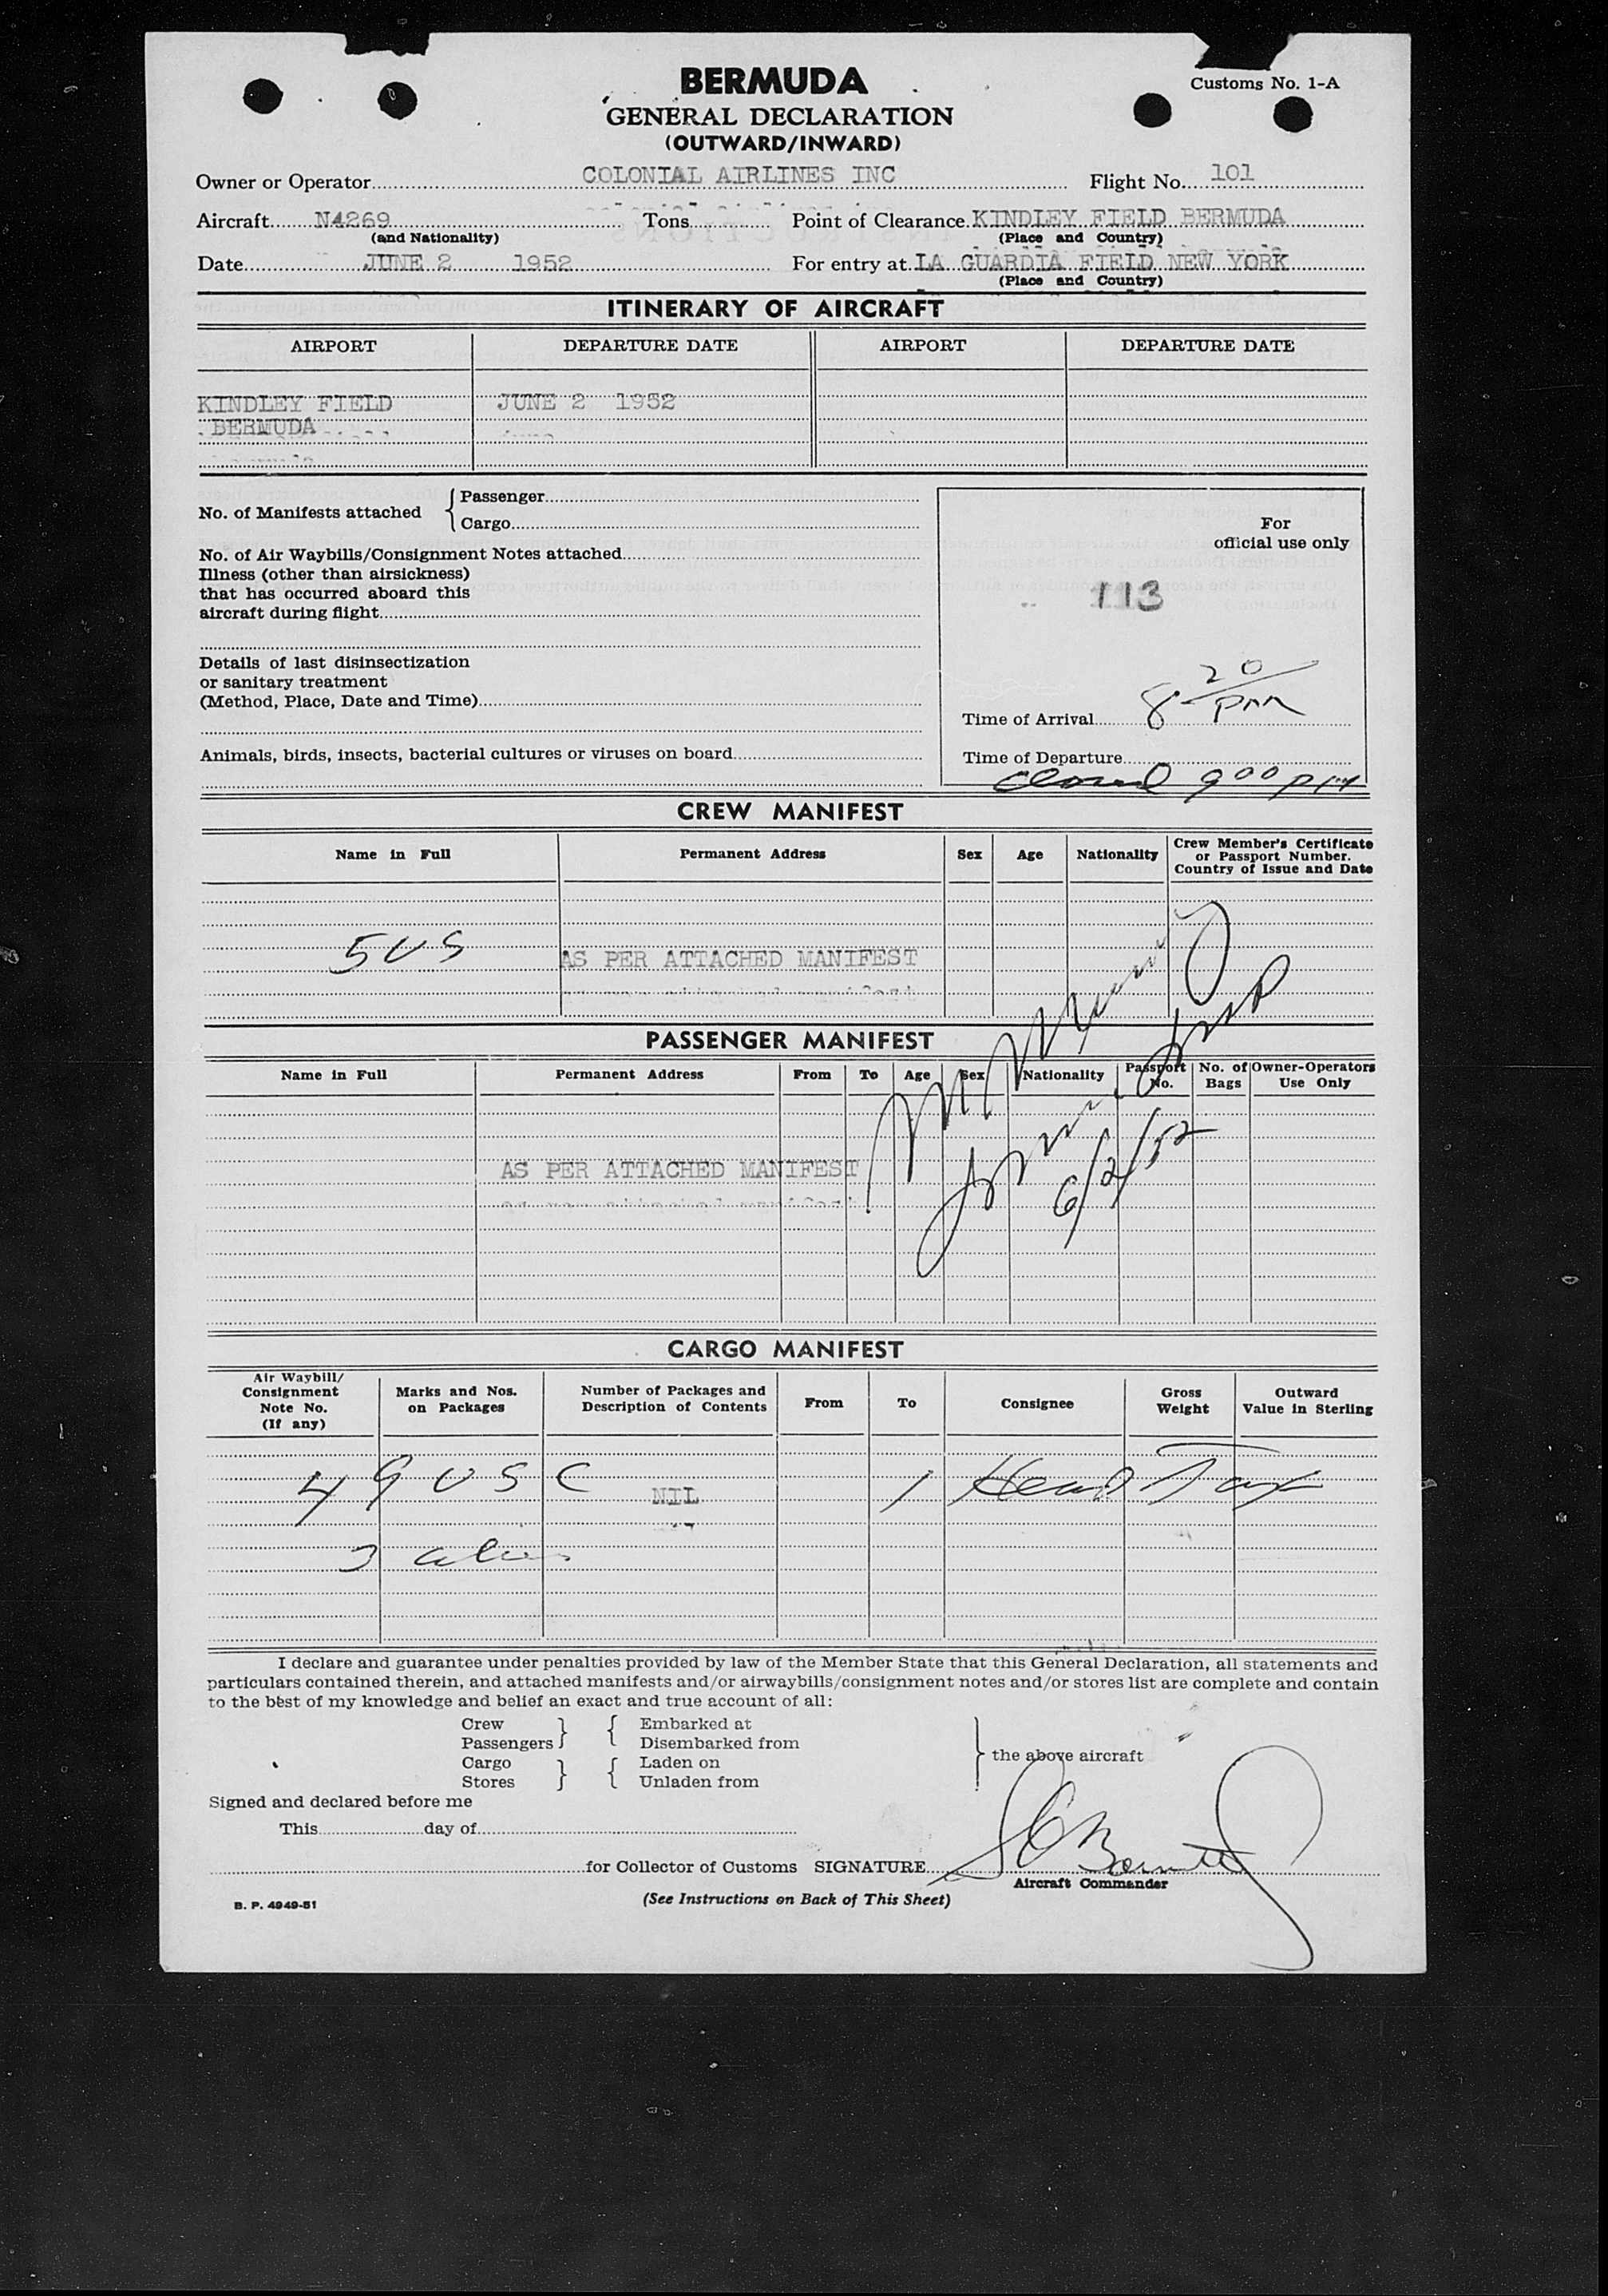 BERMUDA
Customs No. 1-A
GENERAL DECLARATION
(OUTWARD/INWARD)
Owner or Operator COLONIAL AIRLINES INC Flight No. 101
Aircraft N4269 Tons Point of Clearance KINDLEY FIELD BERMUDA
(and Nationality) (Place and Country)
Date JUNE 2 1952 For entry at LA GUARDIA FIELD NEW YORK
(Place and Country)
ITINERARY OF AIRCRAFT
AIRPORT DEPARTURE DATE AIRPORT DEPARTURE DATE
KINDLEY FIELD JUNE 2 1952
BERMUDA
No. of Manifests attached { Passenger
Cargo
No. of Air Waybills/Consignment Notes attached
Illness (other than airsickness)
that has occurred aboard this
aircraft during flight
Details of last disinsectization
or sanitary treatment
(Method, Place, Date and Time)
Animals, birds, insects, bacterial cultures or viruses on board
For
official use only
113
Time of Arrival 8 20 pm
Time of Departure
closed 9 00 pm
CREW MANIFEST
Name in Full Permanent Address Sex Age Nationality Crew Member's Certificate
or Passport Number.
Country of Issue and Date
5 US AS PER ATTACHED MANIFEST
PASSENGER MANIFEST
Name in Full Permanent Address From To Age Sex Nationality Passport No. No. of Bags Owner-Operators Use Only
AS PER ATTACHED MANIFEST
6/2/52
CARGO MANIFEST
Air Waybill/
Consignment
Note No.
(If any)
Marks and Nos.
on Packages
Number of Packages and
Description of Contents
From To Consignee
Gross
Weight
Outward
Value in Sterling
49 USC NIL 1 Head Tax
3 aliens
I declare and guarantee under penalties provided by law of the Member State that this General Declaration, all statements and
particulars contained therein, and attached manifests and/or airwaybills/consignment notes and/or stores list are complete and contain
to the best of my knowledge and belief an exact and true account of all:
Crew } { Embarked at
Passengers Disembarked from
Cargo } { Laden on
Stores Unladen from
} the above aircraft
Signed and declared before me
This day of
for Collector of Customs SIGNATURE
Aircraft Commander
B. P. 4949-51
(See Instructions on Back of This Sheet)